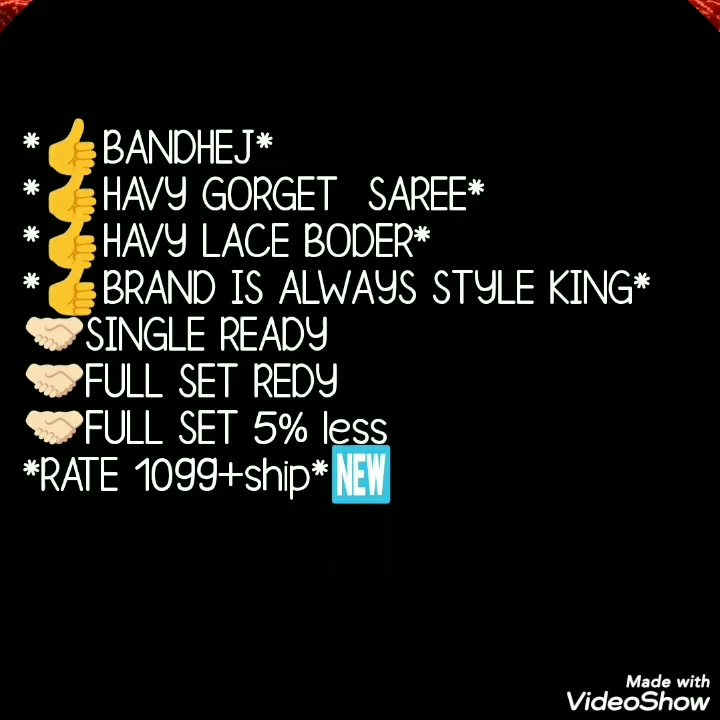 *👍BANDHEJ*
*👍HAVY GORGET  SAREE*
*👍HAVY LACE BODER*
*👍BRAND IS ALWAYS STYLE KING*
🤝🏻SINGLE READY
🤝🏻FULL SET REDY
🤝🏻FULL SET 5% less
*RATE 1099+ship*🆕
Made with
VideoShow